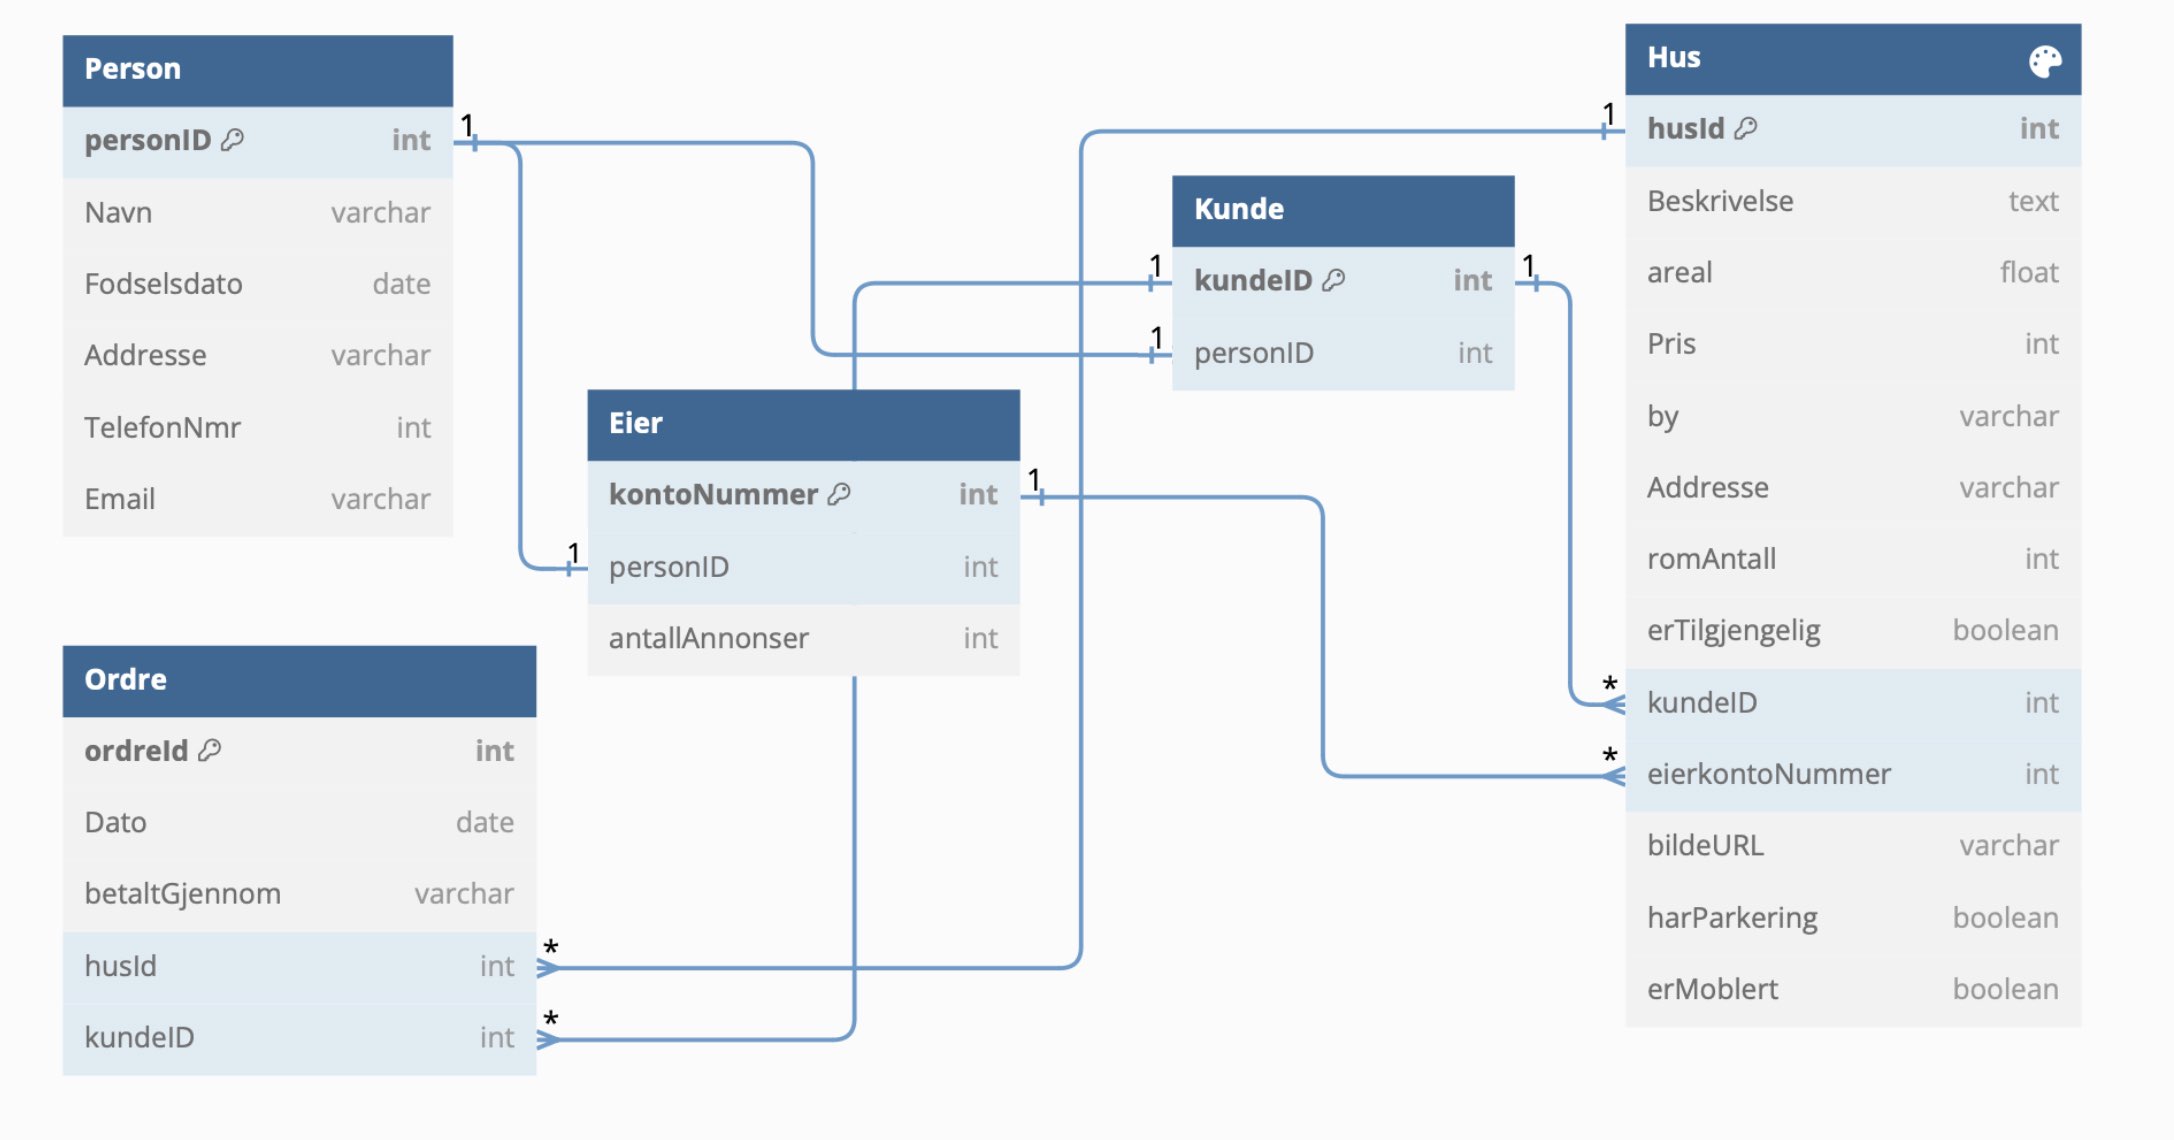 Person
personID int
Navn varchar
Fodselsdato date
Addresse varchar
TelefonNmr int
Email varchar
1
1
Eier
kontoNummer int
personID int
antallAnnonser int
1
Ordre
ordreId int
Dato date
betaltGjennom varchar
husId int
kundeID int
*
*
Kunde
kundeID int
personID int
1
1
1
Hus
husId int
Beskrivelse text
areal float
Pris int
by varchar
Addresse varchar
romAntall int
erTilgjengelig boolean
kundeID int
eierkontoNummer int
bildeURL varchar
harParkering boolean
erMoblert boolean
1
*
*